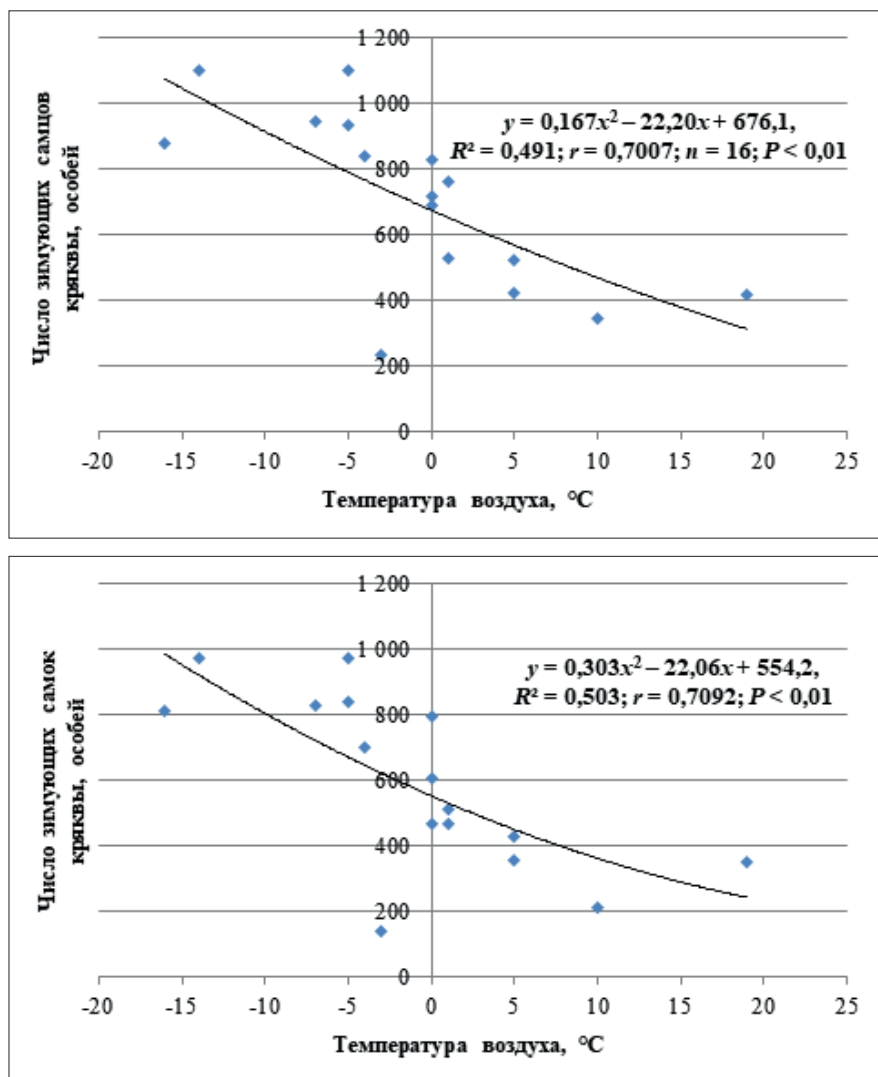 1 200
1 000
800
600
400
200
0
y = 0,167x² – 22,20x + 676,1,
R² = 0,491; r = 0,7007; n = 16; P < 0,01
Число зимующих самцов
кряквы, особей
-20 -15 -10 -5 0 5 10 15 20 25
Температура воздуха, °C
1 200
1 000
800
600
400
200
0
y = 0,303x² – 22,06x + 554,2,
R² = 0,503; r = 0,7092; P < 0,01
Число зимующих самок
кряквы, особей
-20 -15 -10 -5 0 5 10 15 20 25
Температура воздуха, °C